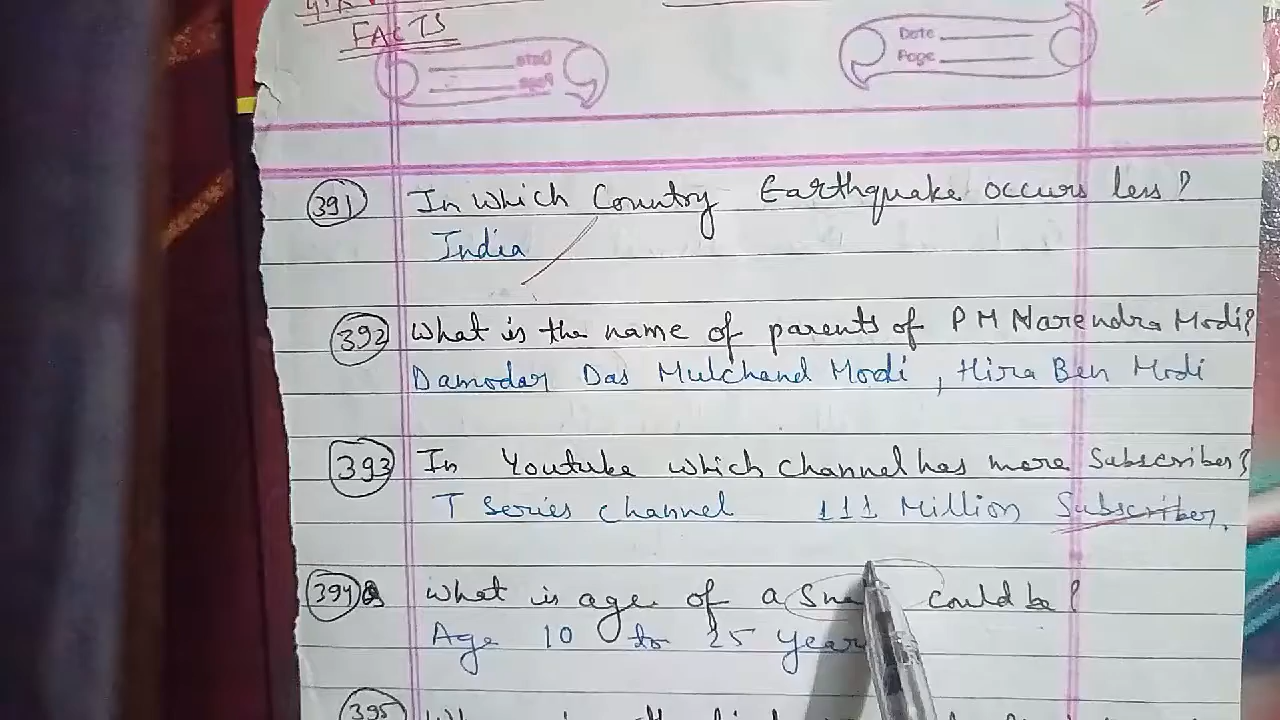 FACTS
Date
Page
391 In which Country Earthquake occurs less?
India
392 What is the name of parents of PM Narendra Modi?
Damodar Das Mulchand Modi, Hira Ben Modi
393 In Youtube which channel has more Subscriber?
T Series channel 111 Million Subscriber.
394 What is age of a could be?
Age 10 to 25 year
395